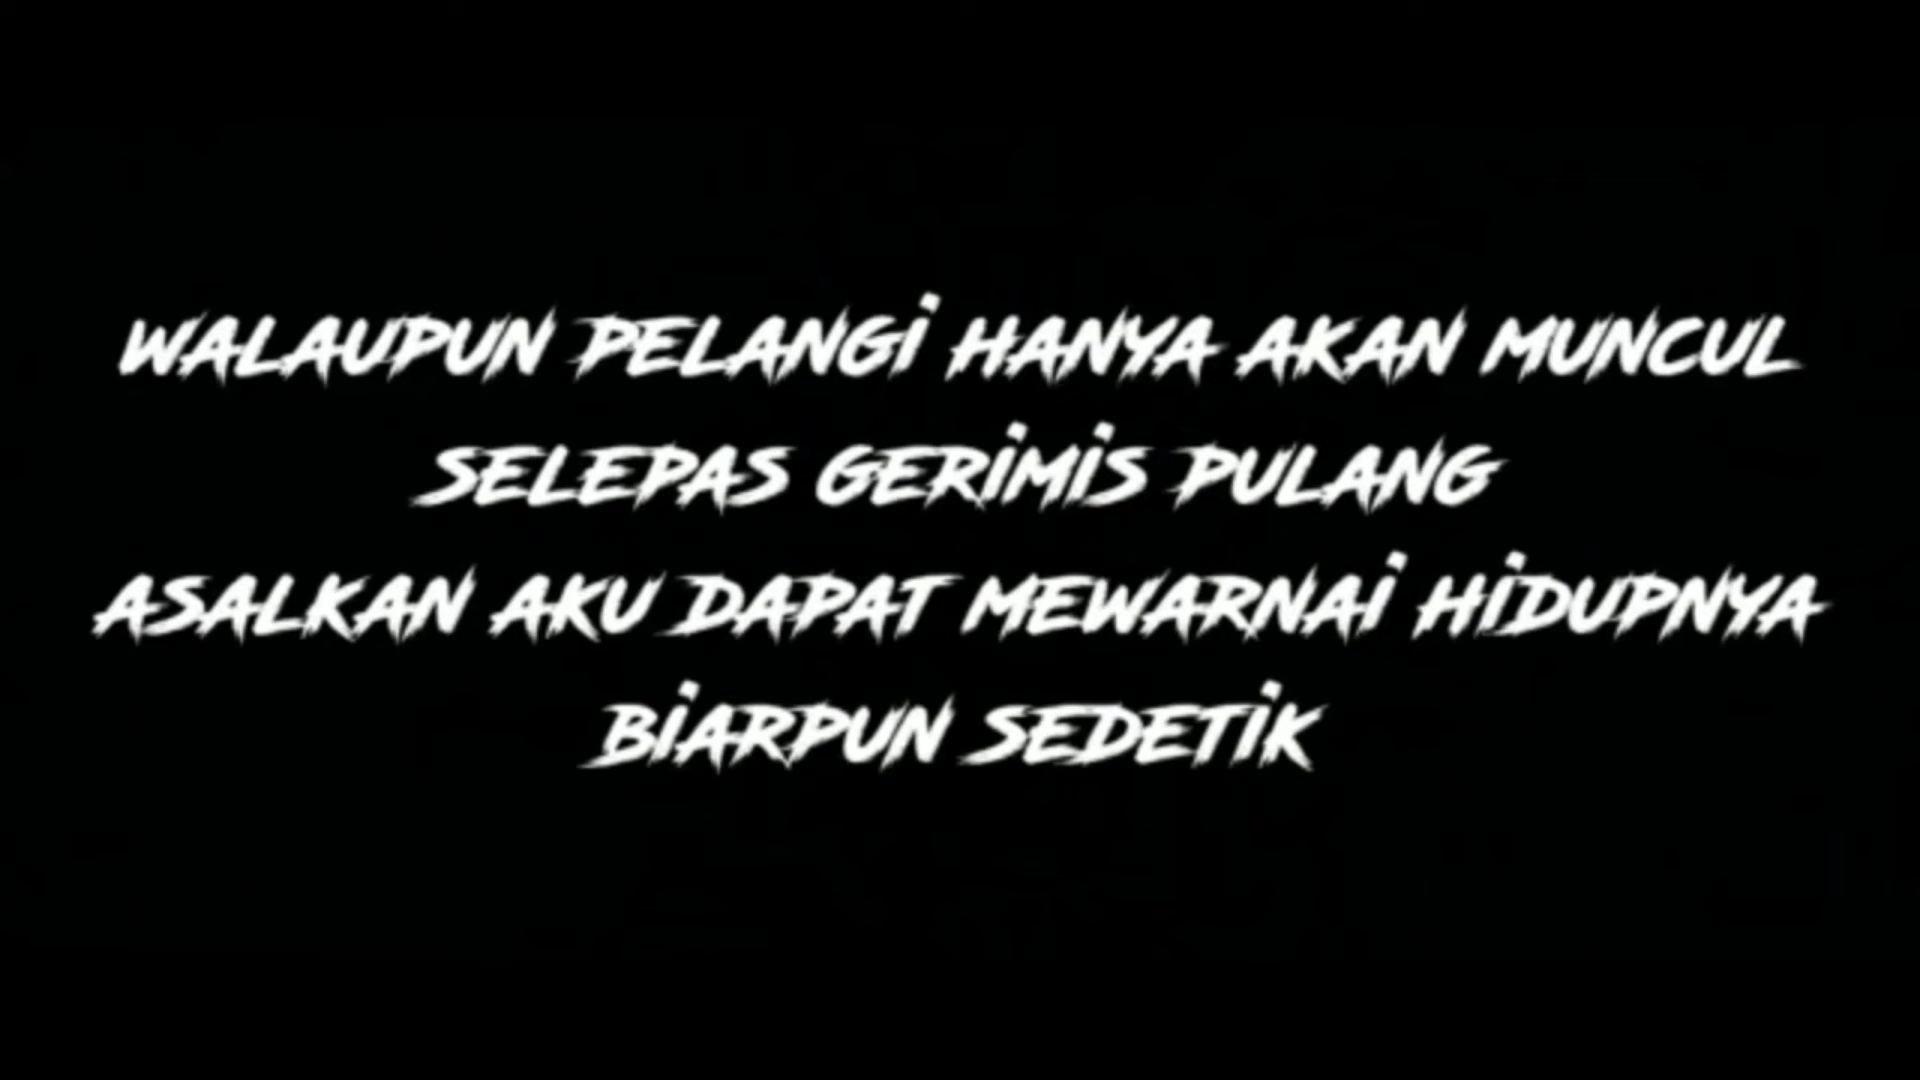 WALAUPUN PELANGI HANYA AKAN MUNCUL
SELEPAS GERIMIS PULANG
ASALKAN AKU DAPAT MEWARNAI HIDUPNYA
BIARPUN SEDETIK